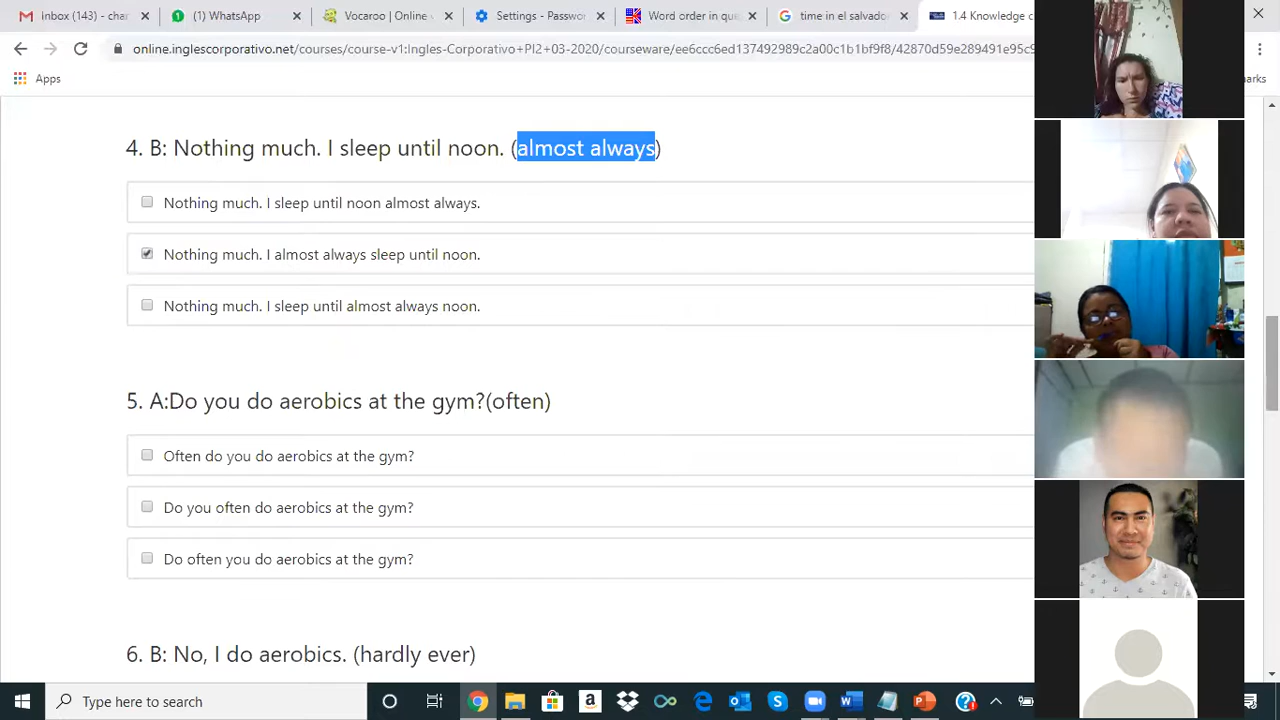 Inbox (143) - char
(1) WhatsApp
Vocaroo | Online
Settings - Passwo
Word order in que
time in el salvador
1.4 Knowledge c
online.inglescorporativo.net/courses/course-v1:Ingles-Corporativo+PI2+03-2020/courseware/ee6ccc6ed137492989c2a00c1b1bf9f8/42870d59e289491e95c9
Apps
arks
4. B: Nothing much. I sleep until noon. (almost always)
Nothing much. I sleep until noon almost always.
Nothing much. I almost always sleep until noon.
Nothing much. I sleep until almost always noon.
5. A:Do you do aerobics at the gym?(often)
Often do you do aerobics at the gym?
Do you often do aerobics at the gym?
Do often you do aerobics at the gym?
6. B: No, I do aerobics. (hardly ever)
Type here to search